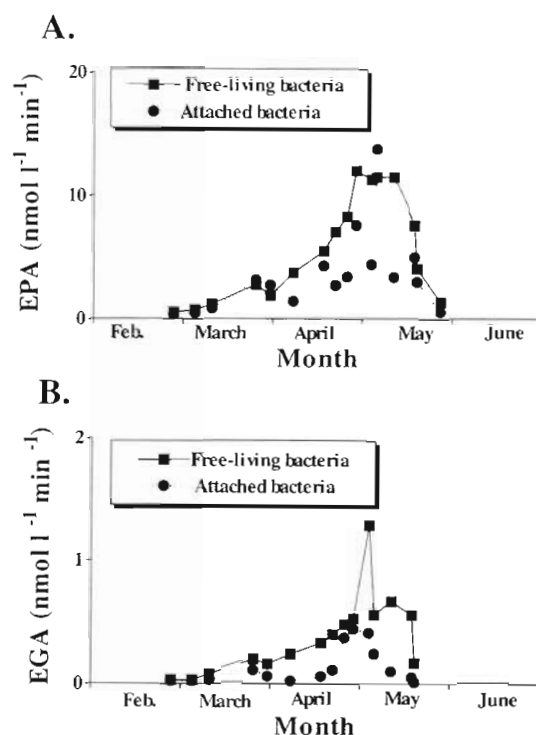 A.
20
Free-living bacteria
Attached bacteria
10
0
EPA (nmol l⁻¹ min⁻¹)
Feb. March April May June
Month
B.
2
Free-living bacteria
Attached bacteria
1
0
EGA (nmol l⁻¹ min⁻¹)
Feb. March April May June
Month